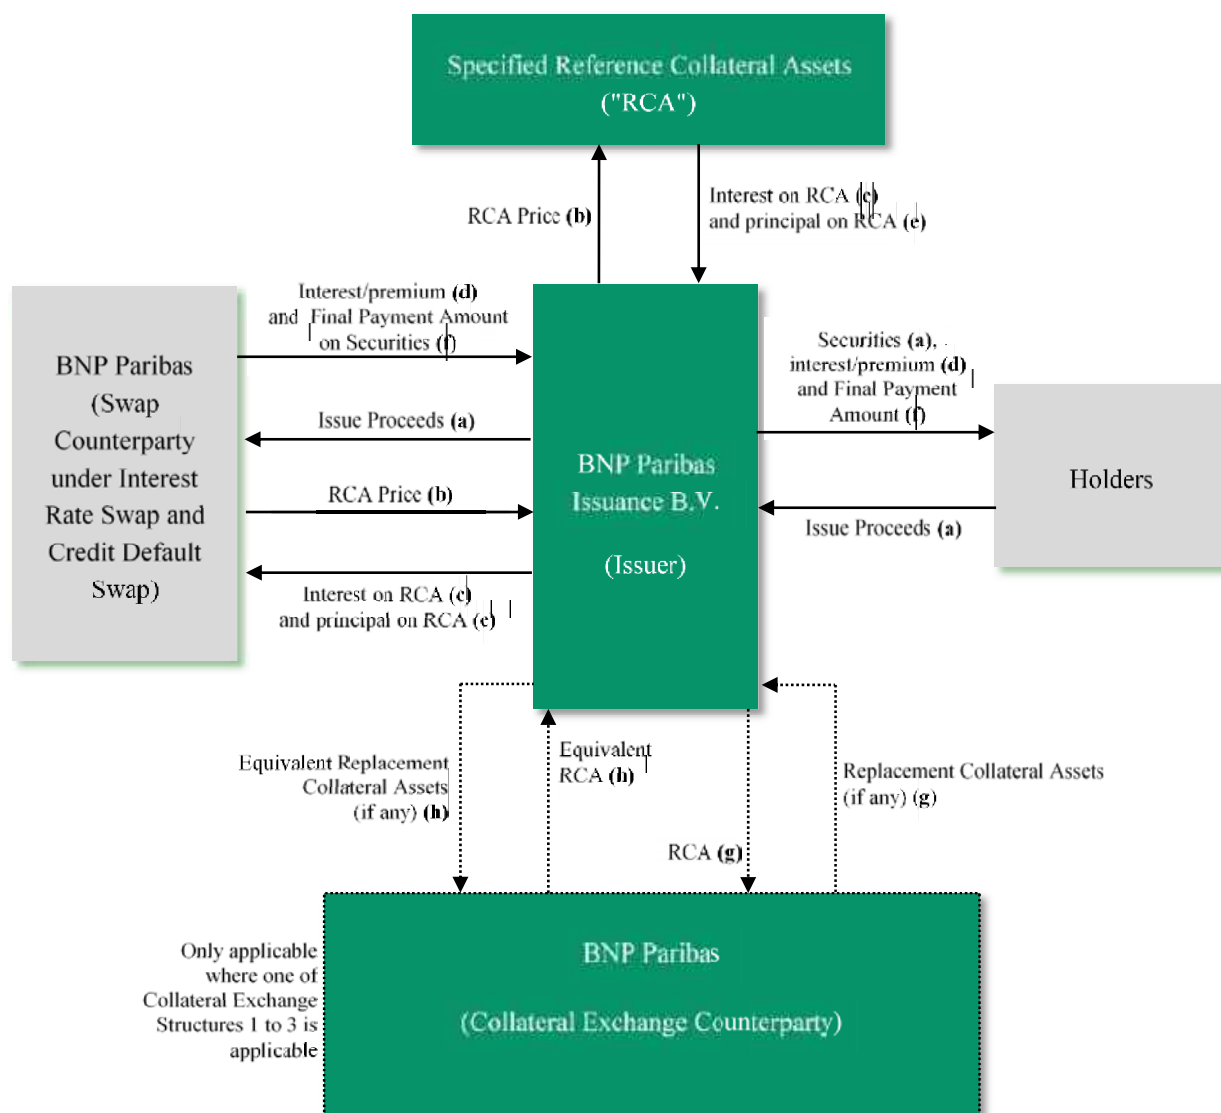 Specified Reference Collateral Assets
("RCA")
RCA Price (b)
Interest on RCA (c)
and principal on RCA (e)
Interest/premium (d)
and Final Payment Amount
on Securities (f)
Issue Proceeds (a)
RCA Price (b)
Interest on RCA (c)
and principal on RCA (e)
BNP Paribas
(Swap
Counterparty
under Interest
Rate Swap and
Credit Default
Swap)
BNP Paribas
Issuance B.V.
(Issuer)
Securities (a),
interest/premium (d)
and Final Payment
Amount (f)
Issue Proceeds (a)
Holders
Equivalent Replacement
Collateral Assets
(if any) (h)
Equivalent
RCA (h)
RCA (g)
Replacement Collateral Assets
(if any) (g)
Only applicable
where one of
Collateral Exchange
Structures 1 to 3 is
applicable
BNP Paribas
(Collateral Exchange Counterparty)